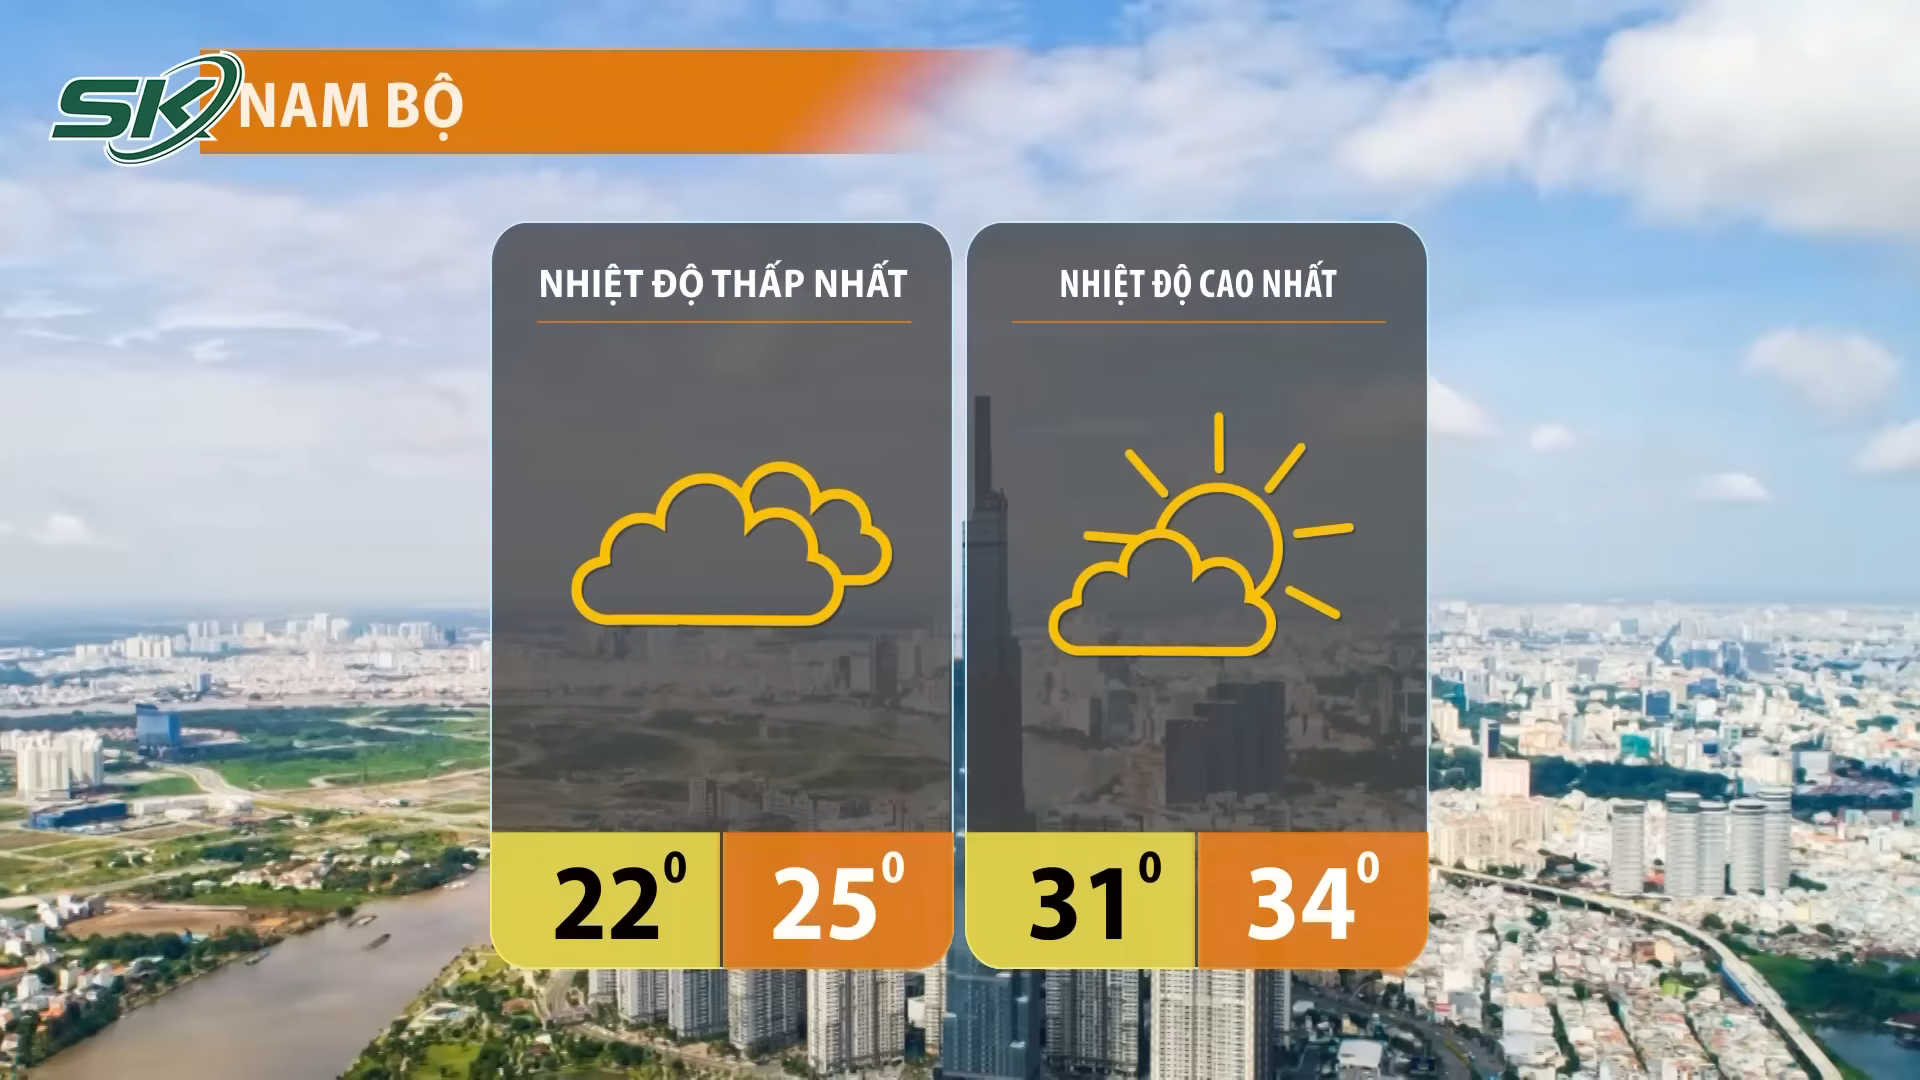 SK
NAM BỘ
NHIỆT ĐỘ THẤP NHẤT
NHIỆT ĐỘ CAO NHẤT
22⁰ 25⁰
31⁰ 34⁰